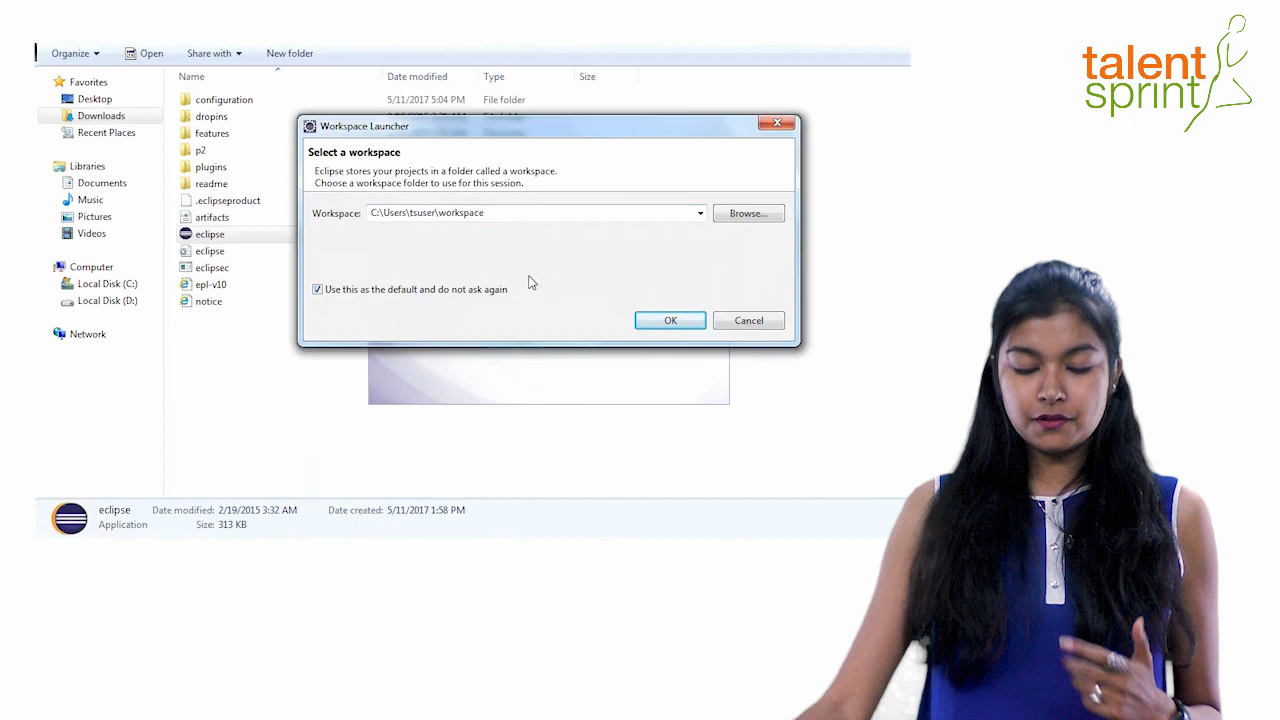 Organize Open Share with New folder
talent
sprint
Name Date modified Type Size
Favorites
Desktop
Downloads
Recent Places
Libraries
Documents
Music
Pictures
Videos
Computer
Local Disk (C:)
Local Disk (D:)
Network
configuration 5/11/2017 5:04 PM File folder
dropins
features
p2
plugins
readme
.eclipseproduct
artifacts
eclipse
eclipse
eclipsec
epl-v10
notice
Workspace Launcher
Select a workspace
Eclipse stores your projects in a folder called a workspace.
Choose a workspace folder to use for this session.
Workspace: C:\Users\tsuser\workspace Browse...
Use this as the default and do not ask again
OK Cancel
eclipse Date modified: 2/19/2015 3:32 AM Date created: 5/11/2017 1:58 PM
Application Size: 313 KB